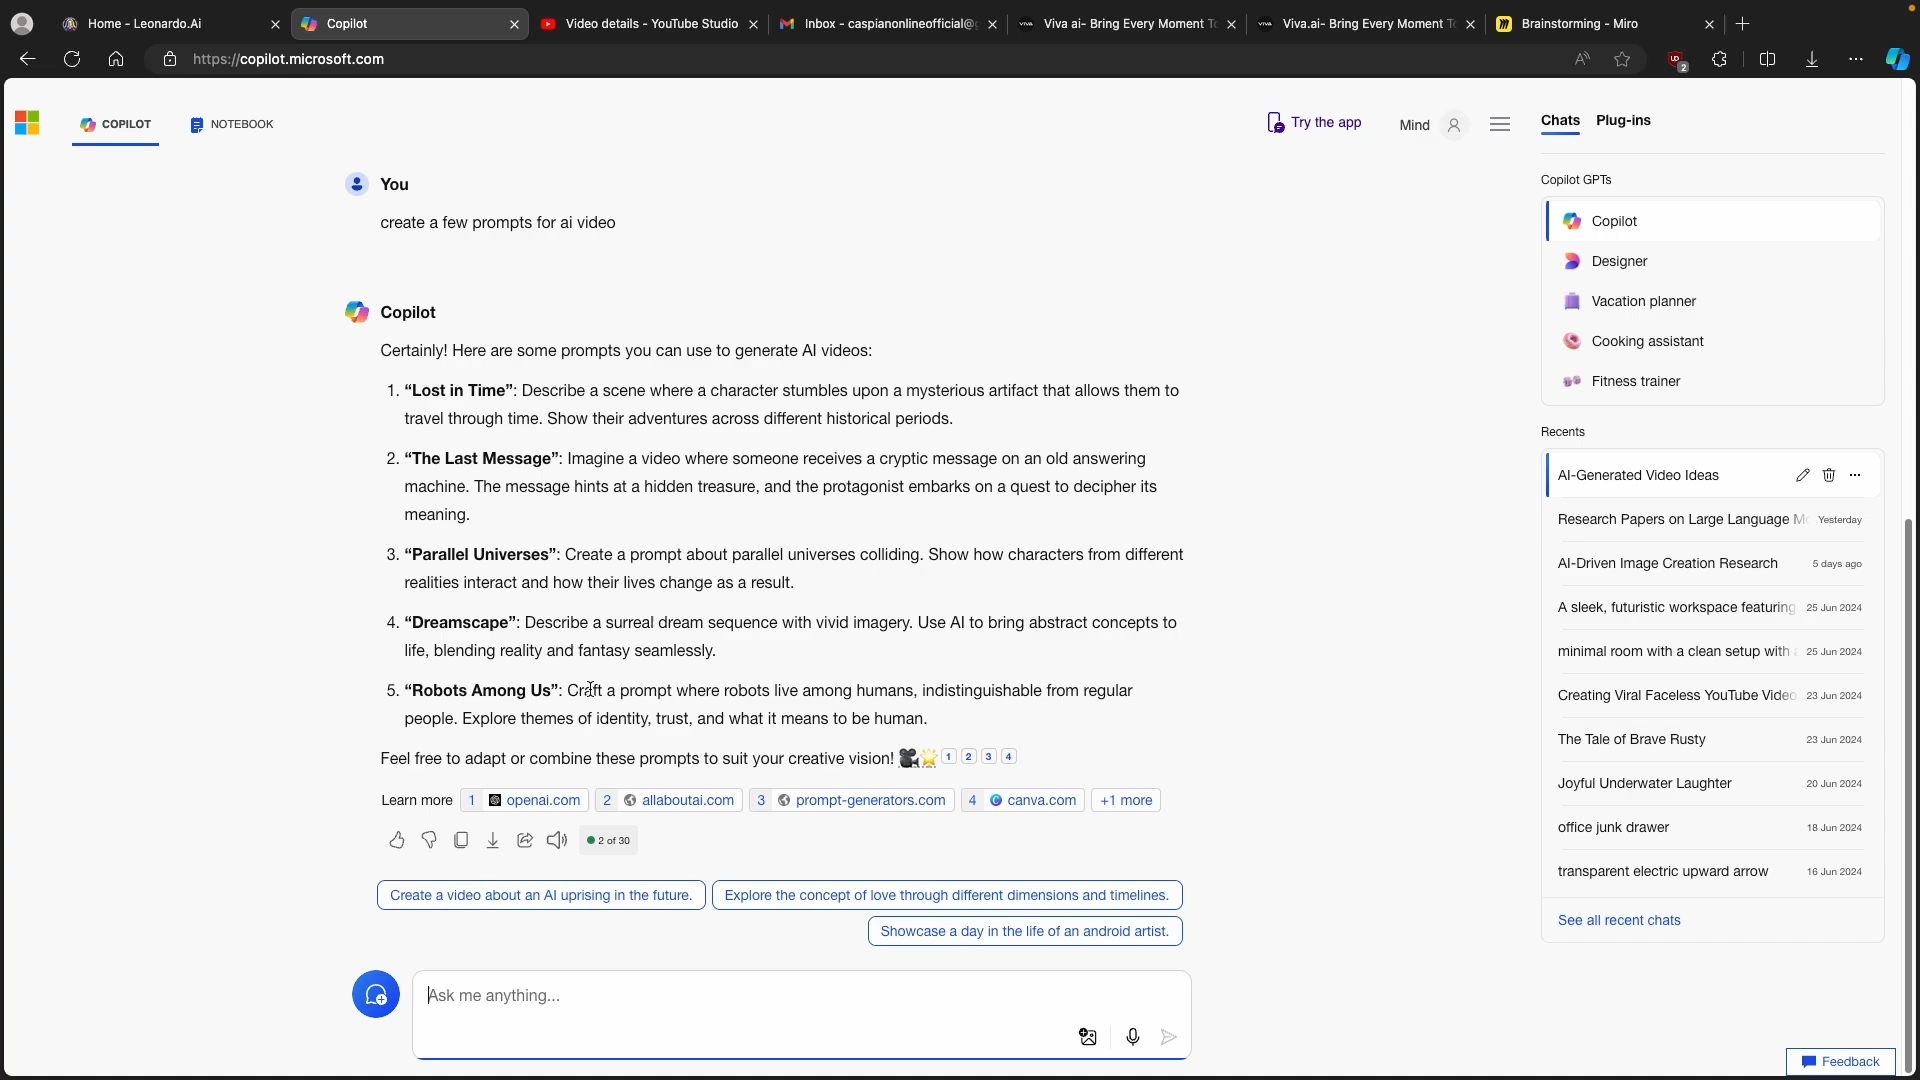 Home - Leonardo.Ai
Copilot
Video details - YouTube Studio
Inbox - caspianonlineofficial@g
Viva ai- Bring Every Moment To
Viva.ai- Bring Every Moment T
Brainstorming - Miro
https://copilot.microsoft.com
2
COPILOT
NOTEBOOK
Try the app
Mind
Chats
Plug-ins
You
create a few prompts for ai video
Copilot
Certainly! Here are some prompts you can use to generate AI videos:
1. “Lost in Time”: Describe a scene where a character stumbles upon a mysterious artifact that allows them to
travel through time. Show their adventures across different historical periods.
2. “The Last Message”: Imagine a video where someone receives a cryptic message on an old answering
machine. The message hints at a hidden treasure, and the protagonist embarks on a quest to decipher its
meaning.
3. “Parallel Universes”: Create a prompt about parallel universes colliding. Show how characters from different
realities interact and how their lives change as a result.
4. “Dreamscape”: Describe a surreal dream sequence with vivid imagery. Use AI to bring abstract concepts to
life, blending reality and fantasy seamlessly.
5. “Robots Among Us”: Craft a prompt where robots live among humans, indistinguishable from regular
people. Explore themes of identity, trust, and what it means to be human.
Feel free to adapt or combine these prompts to suit your creative vision! 🎥🌟 1 2 3 4
Learn more 1 openai.com 2 allaboutai.com 3 prompt-generators.com 4 canva.com +1 more
2 of 30
Create a video about an AI uprising in the future.
Explore the concept of love through different dimensions and timelines.
Showcase a day in the life of an android artist.
Ask me anything...
Copilot GPTs
Copilot
Designer
Vacation planner
Cooking assistant
Fitness trainer
Recents
AI-Generated Video Ideas
Research Papers on Large Language Mo Yesterday
AI-Driven Image Creation Research 5 days ago
A sleek, futuristic workspace featuring 25 Jun 2024
minimal room with a clean setup with a 25 Jun 2024
Creating Viral Faceless YouTube Video 23 Jun 2024
The Tale of Brave Rusty 23 Jun 2024
Joyful Underwater Laughter 20 Jun 2024
office junk drawer 18 Jun 2024
transparent electric upward arrow 16 Jun 2024
See all recent chats
Feedback